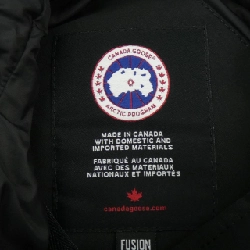 CANADA GOOSE
ARCTIC PROGRAM
MADE IN CANADA
WITH DOMESTIC AND
IMPORTED MATERIALS
FABRIQUÉ AU CANADA
AVEC DES MATERIAUX
NATIONAUX ET IMPORTÉS
canadagoose.com
FUSION